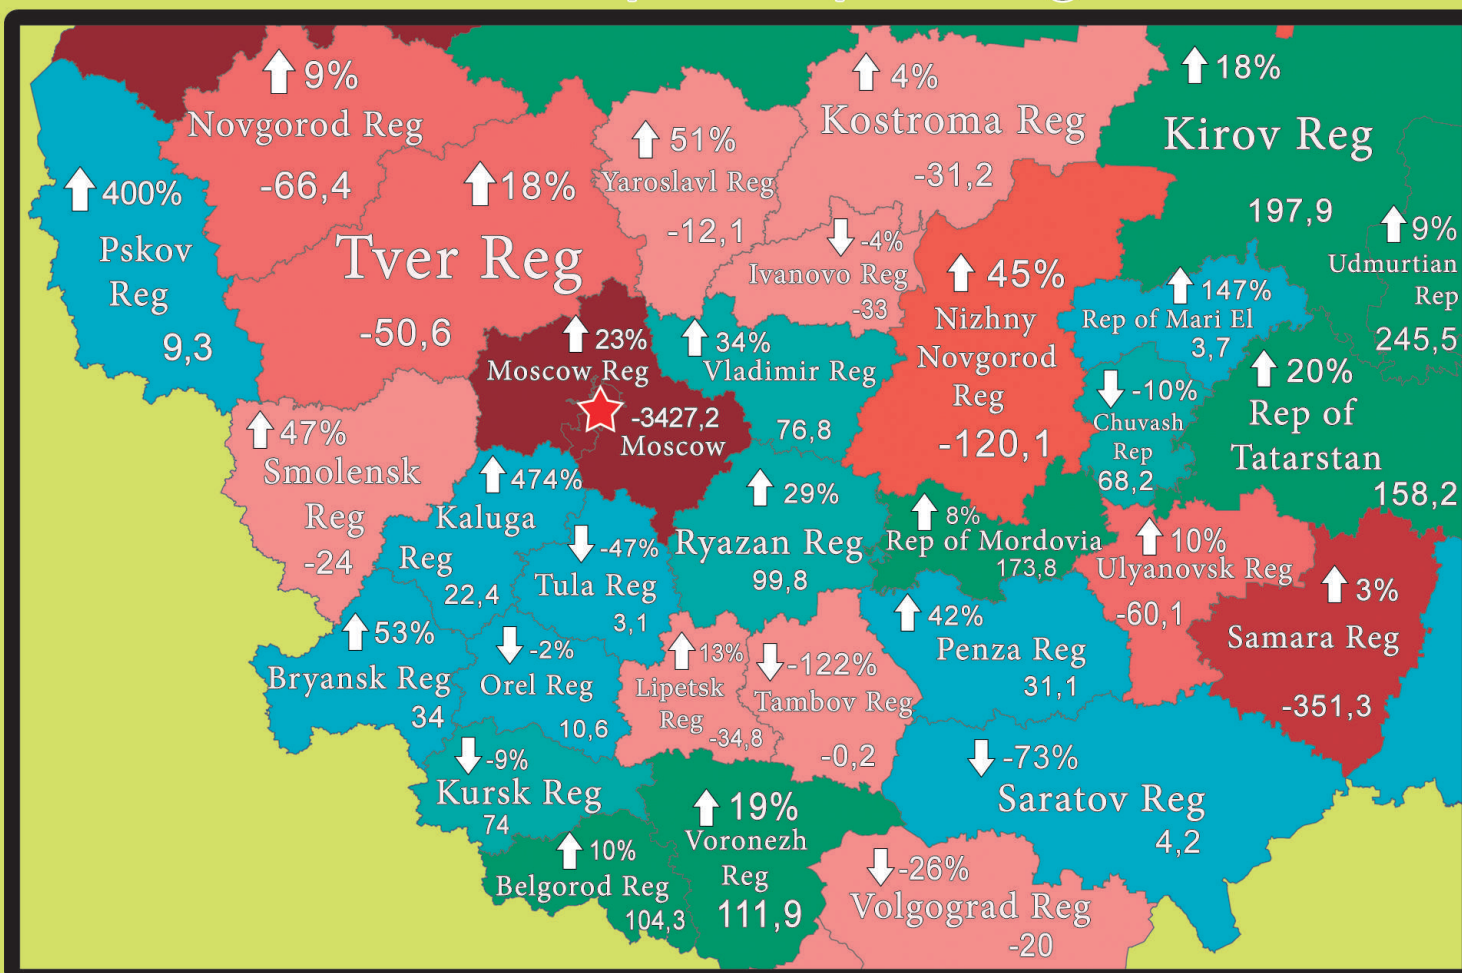 9%
Novgorod Reg
-66,4
4%
Kostroma Reg
-31,2
18%
Kirov Reg
197,9
51%
Yaroslavl Reg
-12,1
400%
Pskov
Reg
9,3
18%
Tver Reg
-50,6
-4%
Ivanovo Reg
-33
9%
Udmurtian
Rep
245,5
45%
Nizhny
Novgorod
Reg
-120,1
147%
Rep of Mari El
3,7
23%
Moscow Reg
-3427,2
Moscow
34%
Vladimir Reg
76,8
-10%
Chuvash
Rep
68,2
20%
Rep of
Tatarstan
158,2
47%
Smolensk
Reg
-24
474%
Kaluga
Reg
22,4
-47%
Tula Reg
3,1
29%
Ryazan Reg
99,8
8%
Rep of Mordovia
173,8
10%
Ulyanovsk Reg
-60,1
3%
Samara Reg
-351,3
53%
Bryansk Reg
34
-2%
Orel Reg
10,6
13%
Lipetsk
Reg
-34,8
-122%
Tambov Reg
-0,2
42%
Penza Reg
31,1
-9%
Kursk Reg
74
-73%
Saratov Reg
4,2
10%
Belgorod Reg
104,3
19%
Voronezh
Reg
111,9
-26%
Volgograd Reg
-20